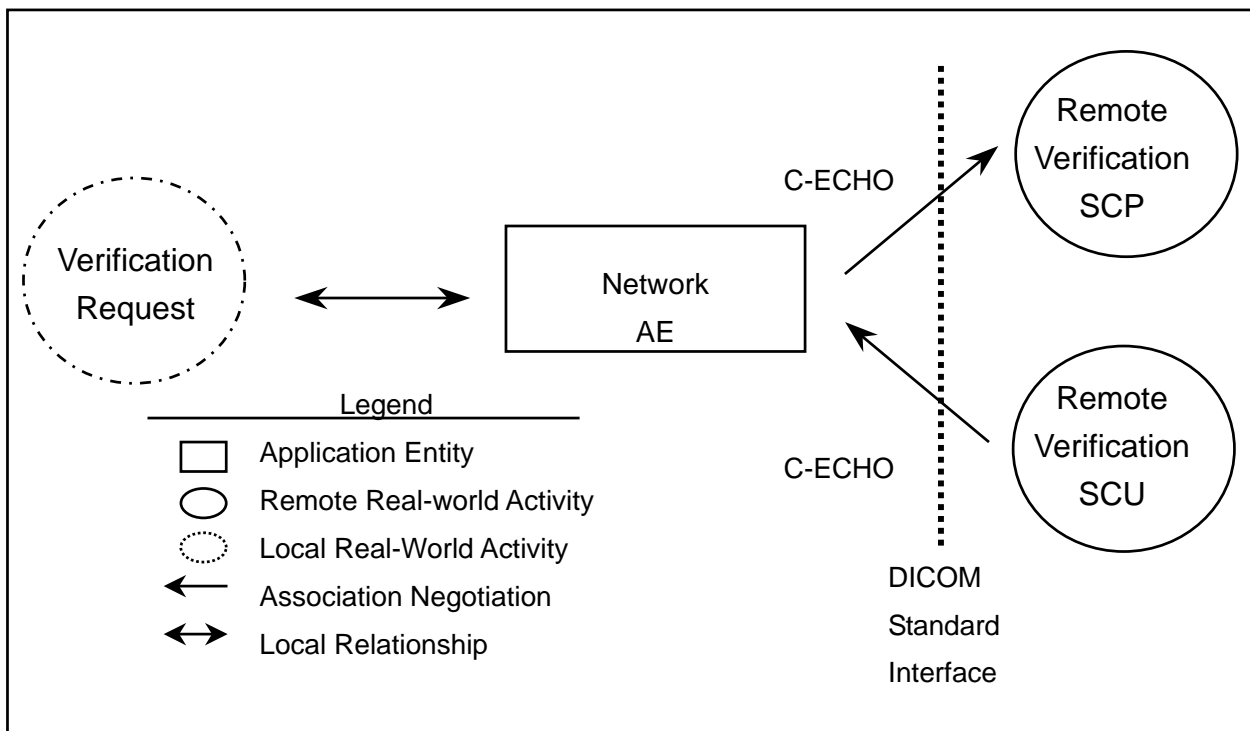 Remote
Verification
SCP
C-ECHO
Verification
Request
Network
AE
Remote
Verification
SCU
C-ECHO
Legend
Application Entity
Remote Real-world Activity
Local Real-World Activity
Association Negotiation
Local Relationship
DICOM
Standard
Interface